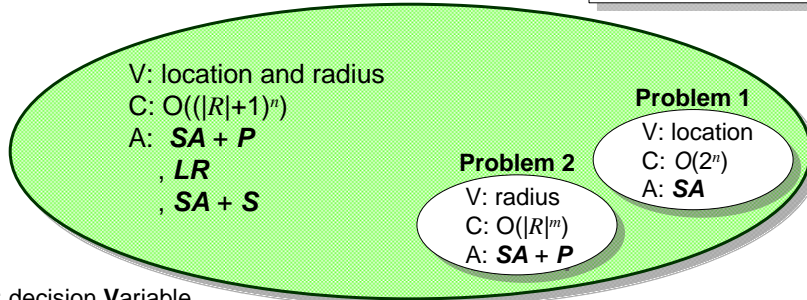 V: location and radius
C: O((|R|+1)ⁿ)
A: SA + P
, LR
, SA + S
Problem 1
V: location
C: O(2ⁿ)
A: SA
Problem 2
V: radius
C: O(|R|ᵐ)
A: SA + P
decision Variable